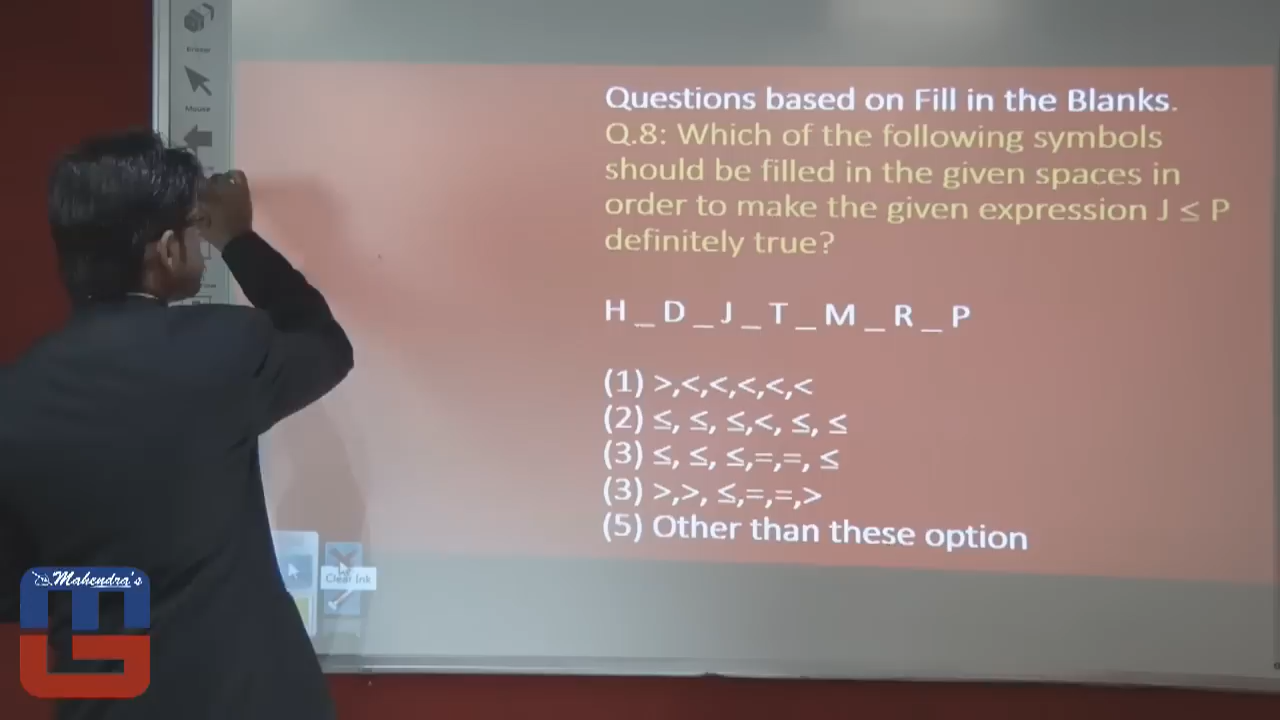 Eraser
Mouse
Questions based on Fill in the Blanks.
Q.8: Which of the following symbols
should be filled in the given spaces in
order to make the given expression J ≤ P
definitely true?
H _ D _ J _ T _ M _ R _ P
(1) >,<,<,<,<,<
(2) ≤, ≤, ≤,<, ≤, ≤
(3) ≤, ≤, ≤,=,=, ≤
(3) >,>, ≤,=,=,>
(5) Other than these option
Clear Ink
Mahendra's